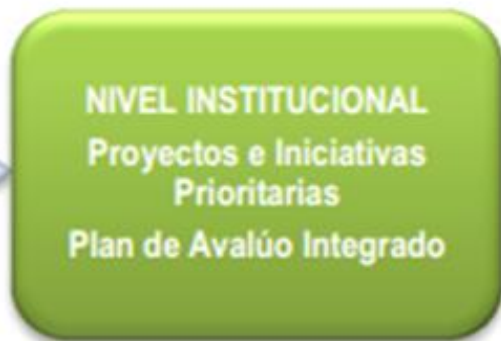 NIVEL INSTITUCIONAL
Proyectos e Iniciativas
Prioritarias
Plan de Avalúo Integrado